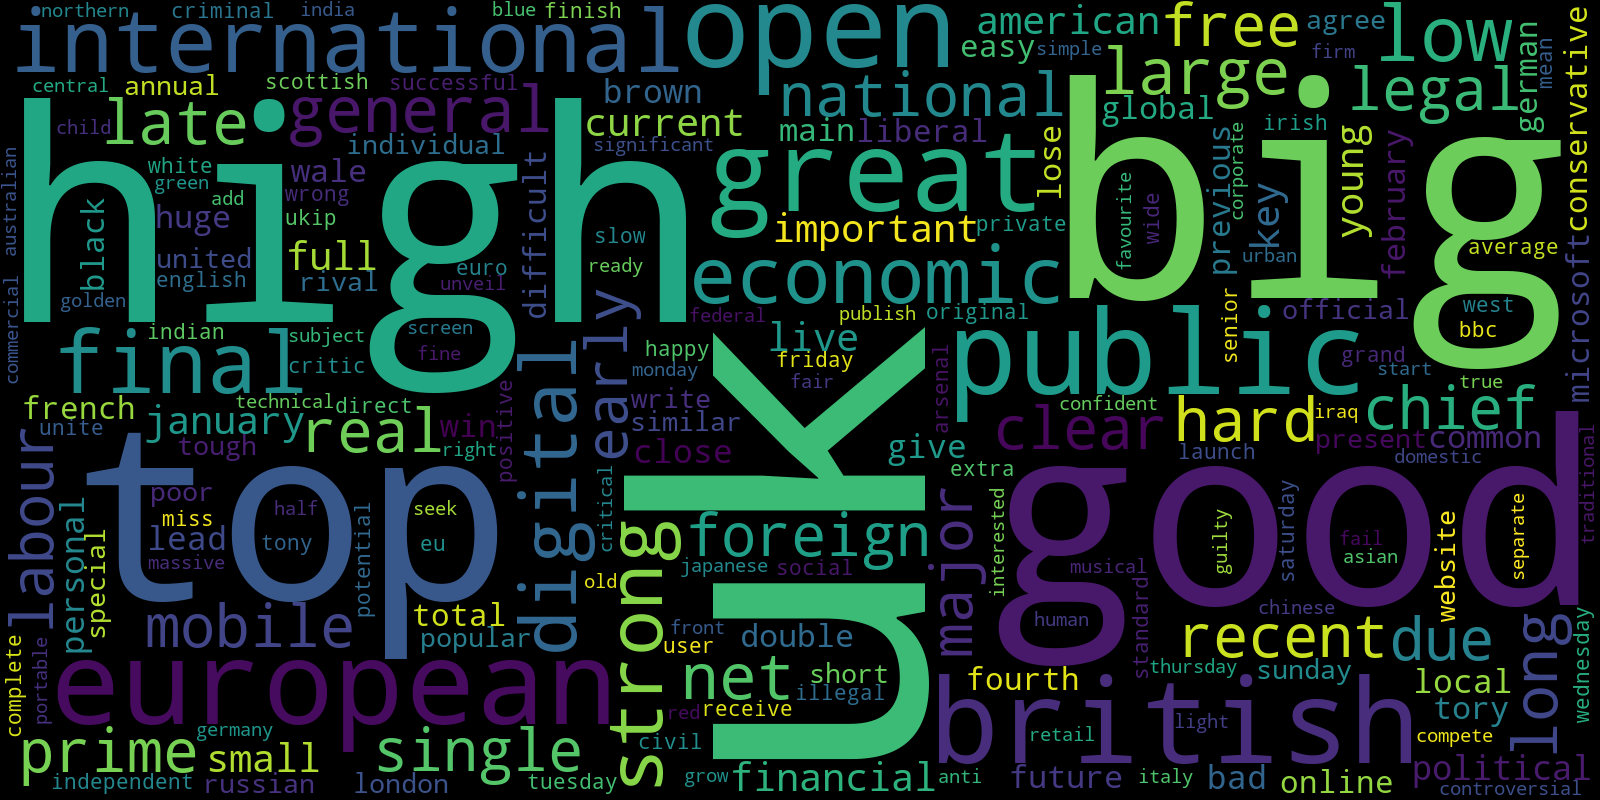 northern
criminal
india
blue
finish
international
open
american
easy
simple
free
agree
firm
low
mean
conservative
central
annual
scottish
successful
brown
large
legal
german
child
late
general
current
national
global
irish
high
individual
significant
main
liberal
lose
big
young
australian
white
green
add
wale
wrong
difficult
great
favourite
wide
corporate
previous
key
february
black
huge
ukip
slow
important
private
urban
average
united
english
full
rival
euro
unveil
ready
economic
golden
commercial
early
federal
publish
original
senior
official
west
bbc
microsoft
final
indian
subject
critic
screen
fine
digital
happy
monday
live
friday
fair
public
grand
start
true
french
unite
technical
direct
january
tough
real
win
right
positive
write
similar
close
uk
arsenal
give
confident
clear
hard
iraq
chief
present
common
launch
domestic
traditional
labour
top
poor
miss
lead
massive
half
tony
potential
seek
eu
critical
strong
foreign
extra
major
interested
good
guilty
saturday
fail
asian
website
separate
personal
special
japanese
social
old
musical
standard
human
chinese
mobile
total
popular
front
user
double
recent
due
long
wednesday
complete
portable
european
net
short
illegal
red
receive
fourth
british
thursday
sunday
local
tory
light
retail
compete
prime
germany
small
single
civil
independent
russian
london
tuesday
grow
financial
anti
future
italy
bad
online
political
controversial